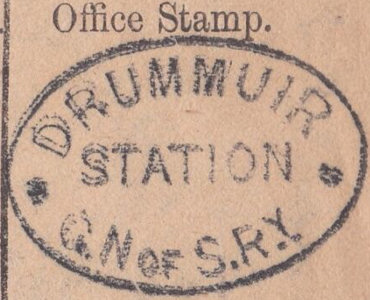 Office Stamp.
DRUMMUIR
STATION
G.N OF S.RY.